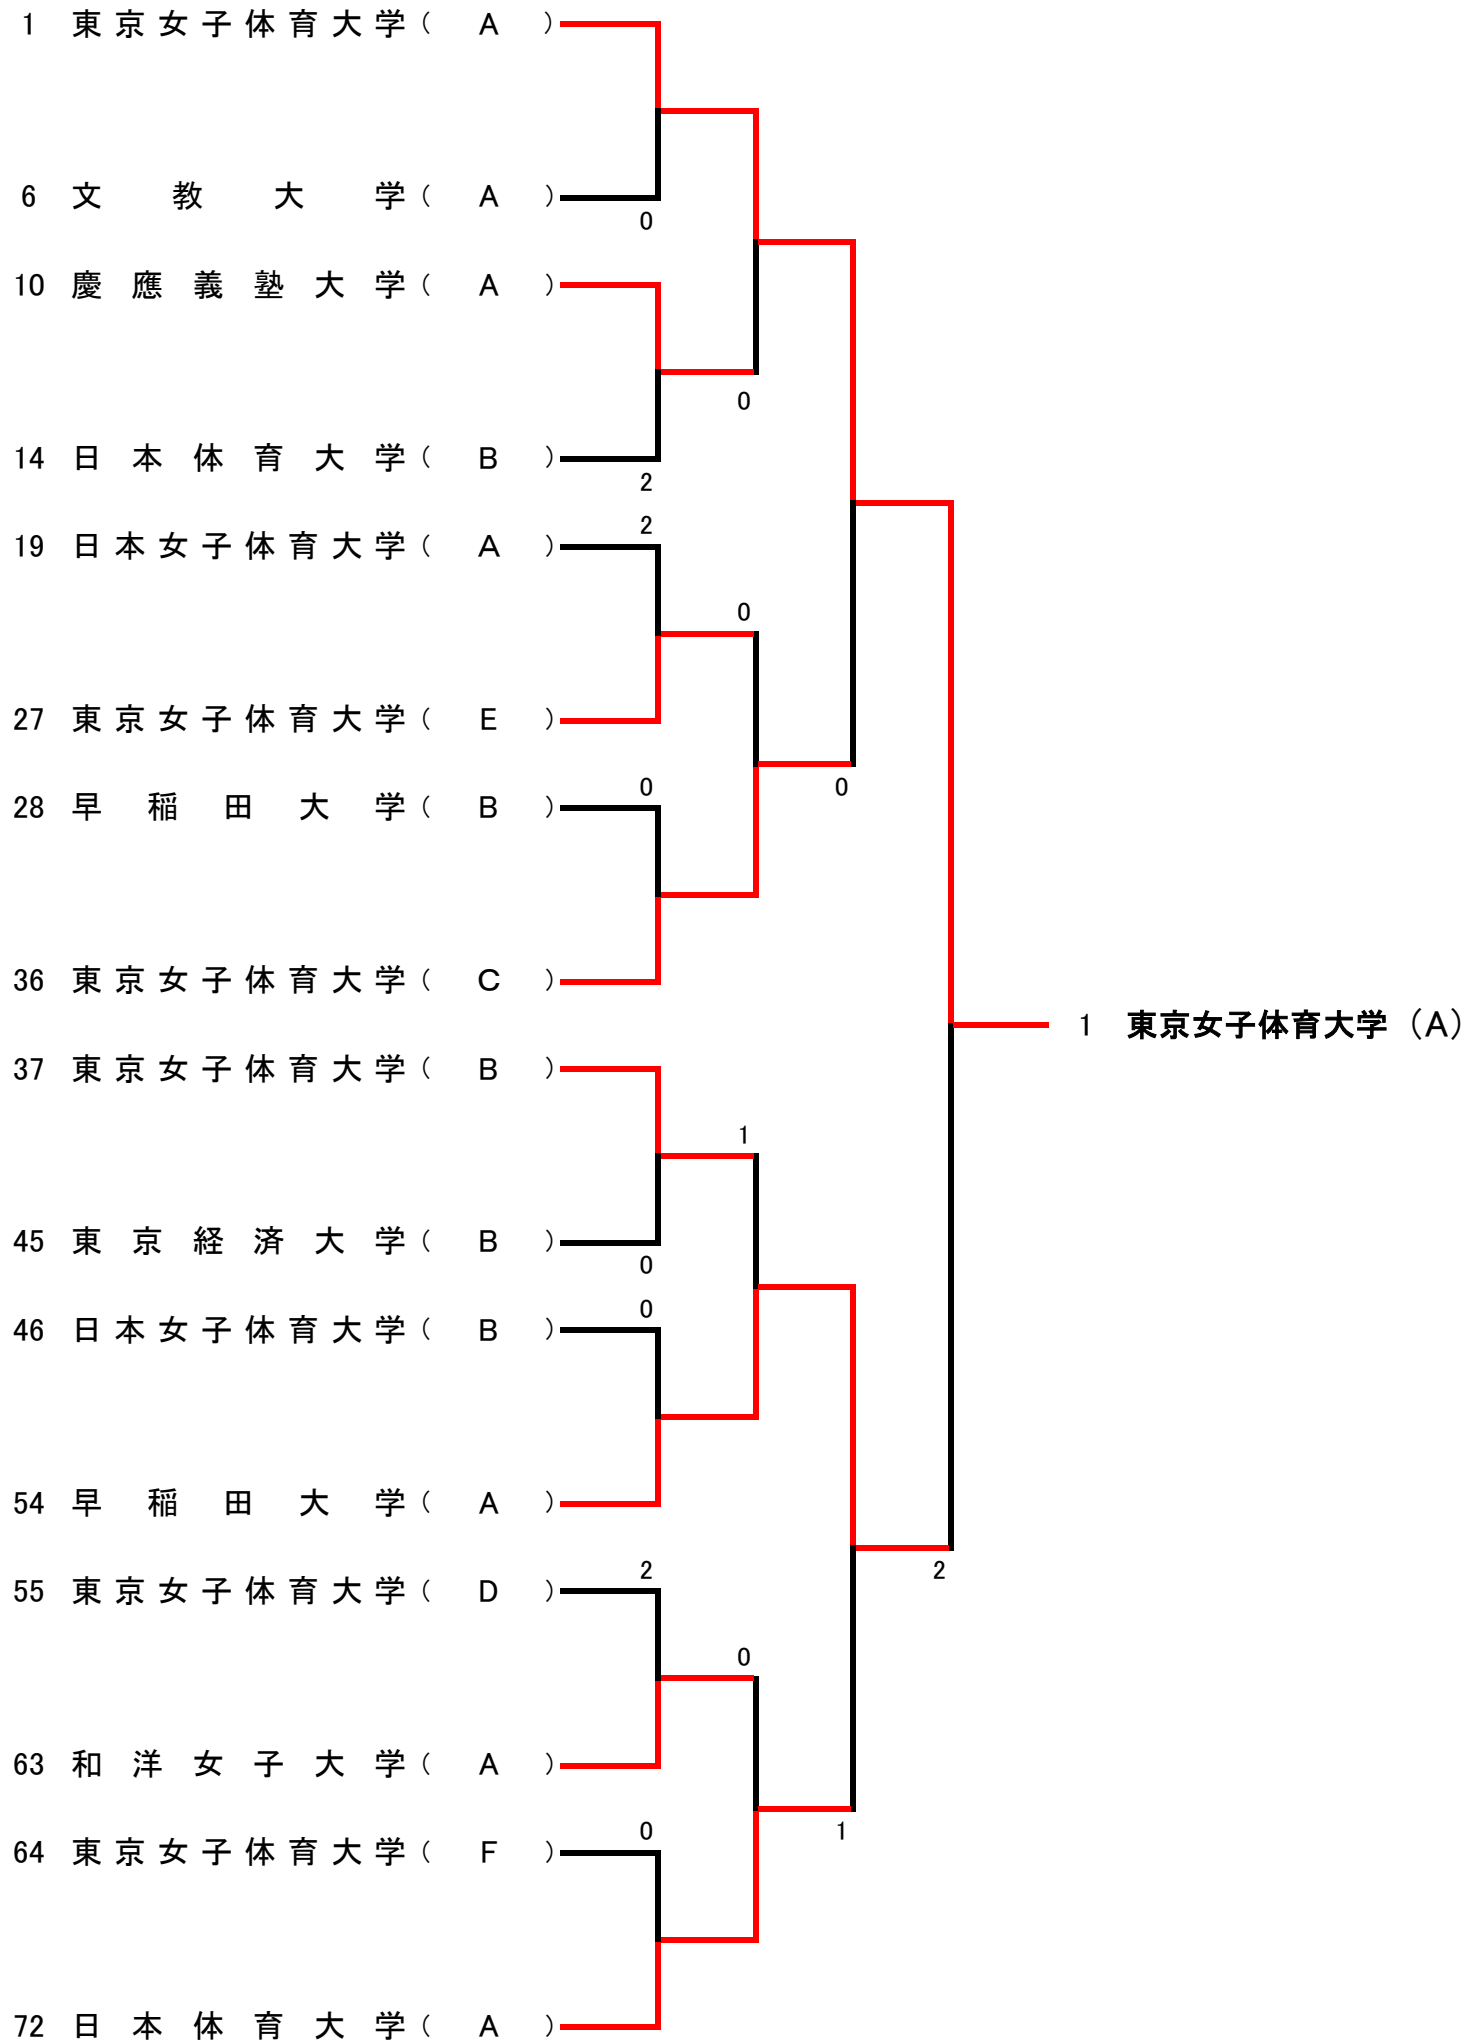 1 東京女子体育大学( A )
6 文教大学( A )
0
10 慶應義塾大学( A )
0
14 日本体育大学( B )
2
2
19 日本女子体育大学( A )
0
27 東京女子体育大学( E )
0
0
28 早稲田大学( B )
36 東京女子体育大学( C )
1 東京女子体育大学(A)
37 東京女子体育大学( B )
1
45 東京経済大学( B )
0
0
46 日本女子体育大学( B )
54 早稲田大学( A )
2
2
55 東京女子体育大学( D )
0
63 和洋女子大学( A )
0
1
64 東京女子体育大学( F )
72 日本体育大学( A )